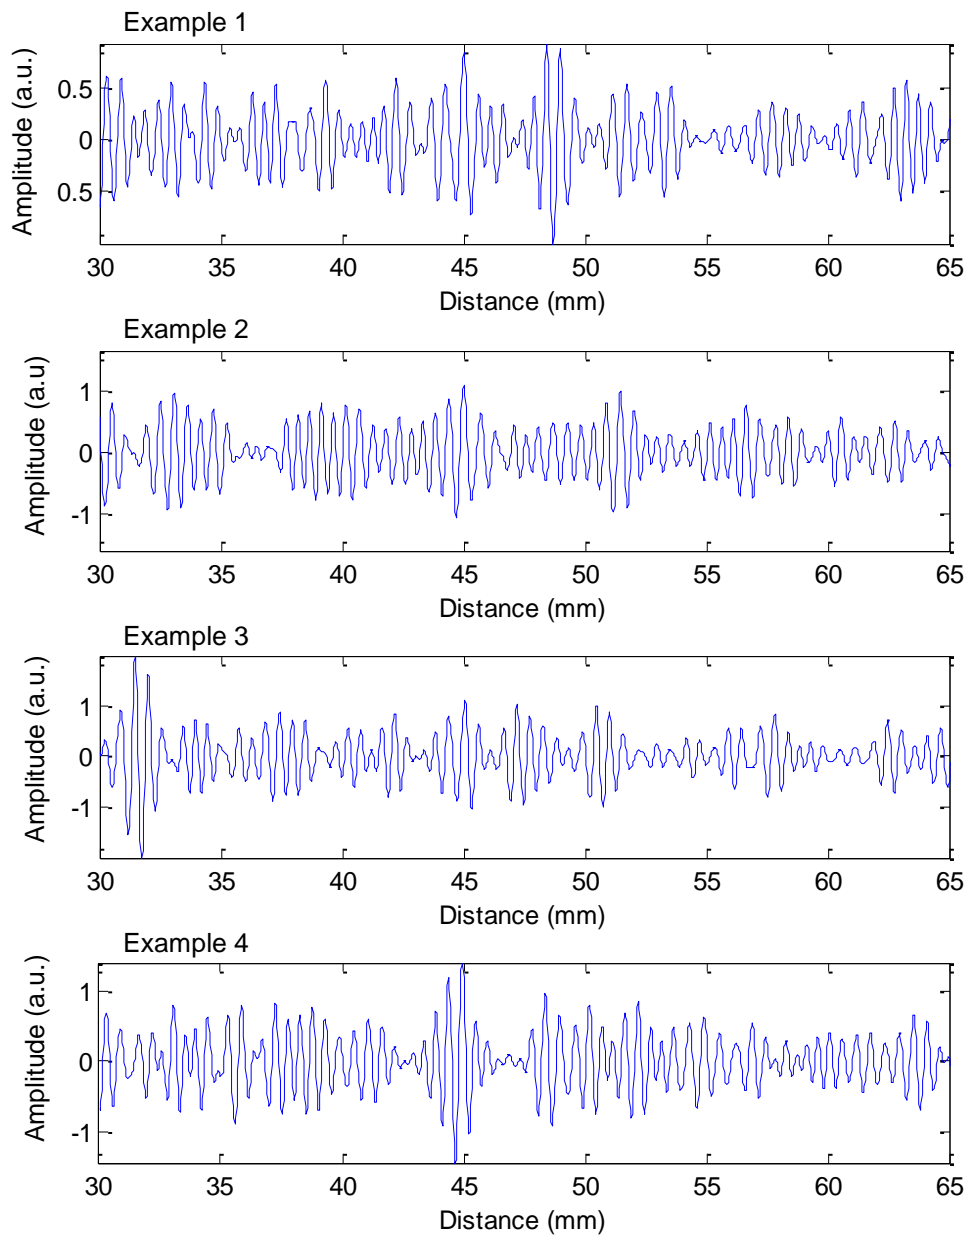 Example 1
Amplitude (a.u.)
0.5
0
0.5
30 35 40 45 50 55 60 65
Distance (mm)
Example 2
Amplitude (a.u)
1
0
-1
30 35 40 45 50 55 60 65
Distance (mm)
Example 3
Amplitude (a.u.)
1
0
-1
30 35 40 45 50 55 60 65
Distance (mm)
Example 4
Amplitude (a.u.)
1
0
-1
30 35 40 45 50 55 60 65
Distance (mm)